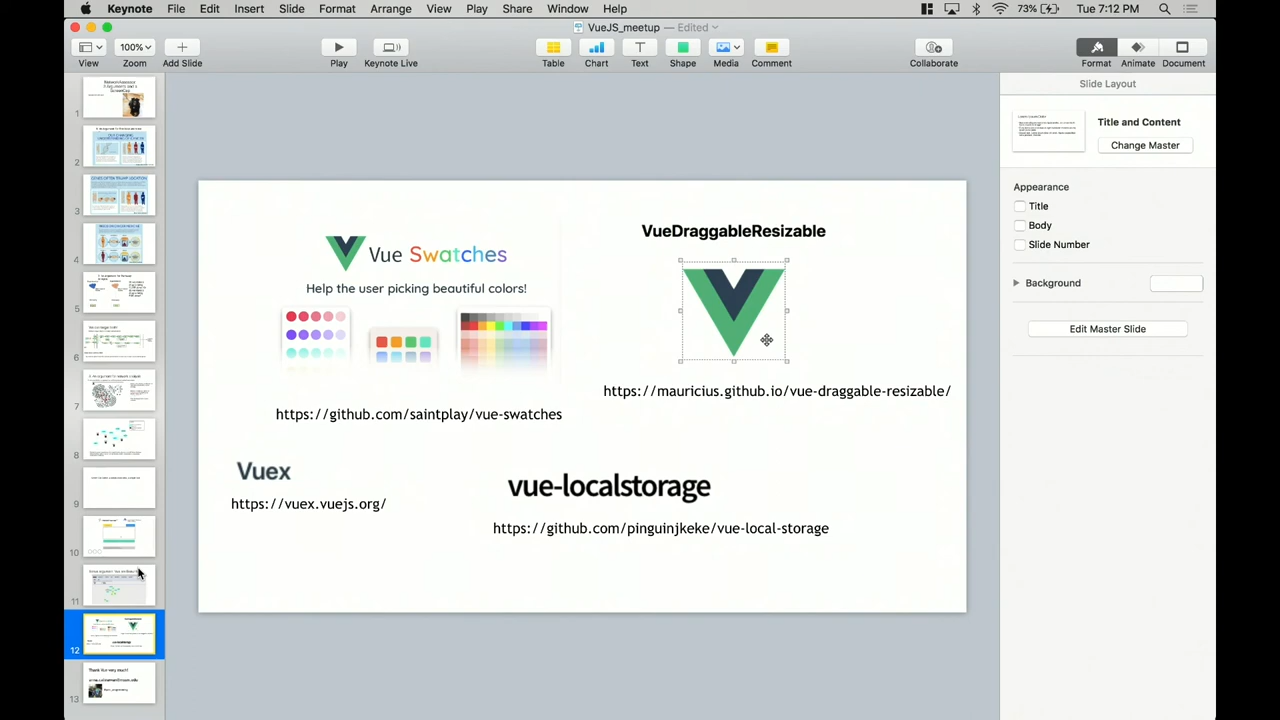 Keynote File Edit Insert Slide Format Arrange View Play Share Window Help 73% Tue 7:12 PM
VueJS_meetup — Edited
100%
View Zoom Add Slide Play Keynote Live Table Chart Text Shape Media Comment Collaborate Format Animate Document
Slide Layout
Title and Content
Change Master
Appearance
Title
Body
Slide Number
Background
Edit Master Slide
VueDraggableResizable
Vue Swatches
Help the user picking beautiful colors!
https://mauricius.github.io/vue-draggable-resizable/
https://github.com/saintplay/vue-swatches
Vuex
https://vuex.vuejs.org/
vue-localstorage
https://github.com/pinguinjkeke/vue-local-storage
1
2
3
4
5
6
7
8
9
10
11
12
13
Thank You very much!